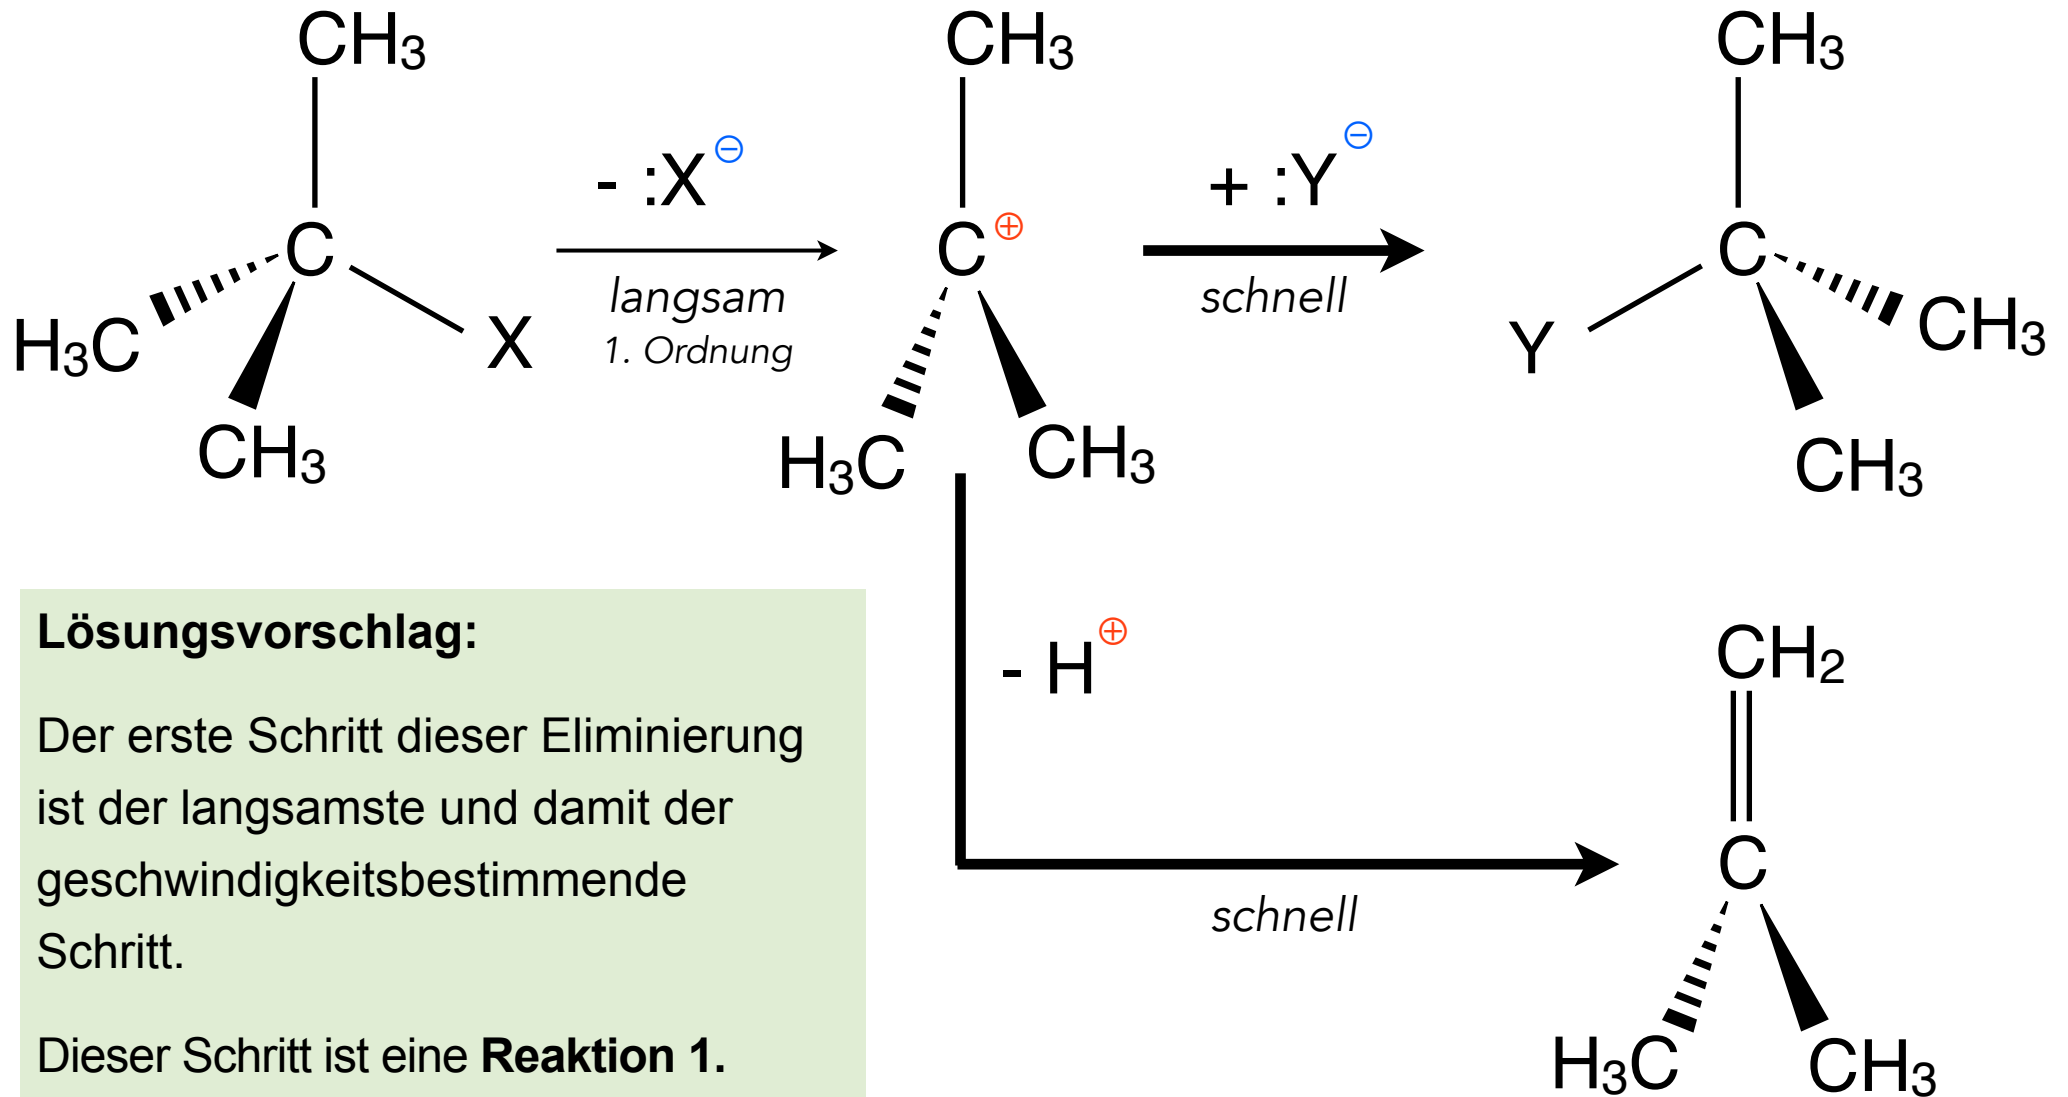 CH3 CH3 CH3
- :X⊖ + :Y⊖
C C⊕ C
langsam schnell
1. Ordnung
H3C X Y CH3
CH3 H3C CH3 CH3
Lösungsvorschlag:
Der erste Schritt dieser Eliminierung
ist der langsamste und damit der
geschwindigkeitsbestimmende
Schritt.
Dieser Schritt ist eine Reaktion 1.
- H⊕
schnell
CH2
C
H3C CH3